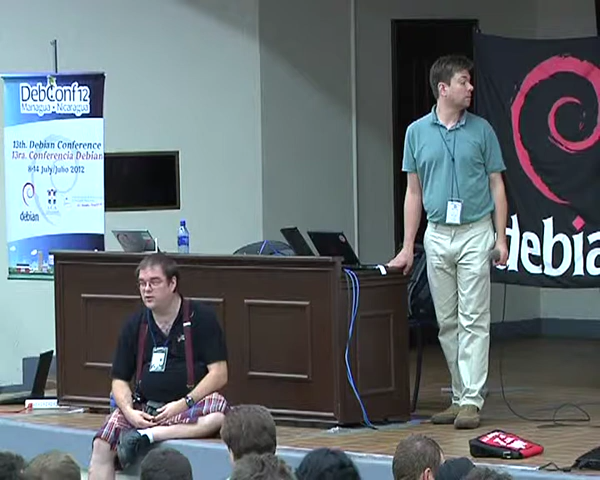 DebConf12
Managua • Nicaragua
13th. Debian Conference
13ra. Conferencia Debian
8-14 July/Julio 2012
debian
debian